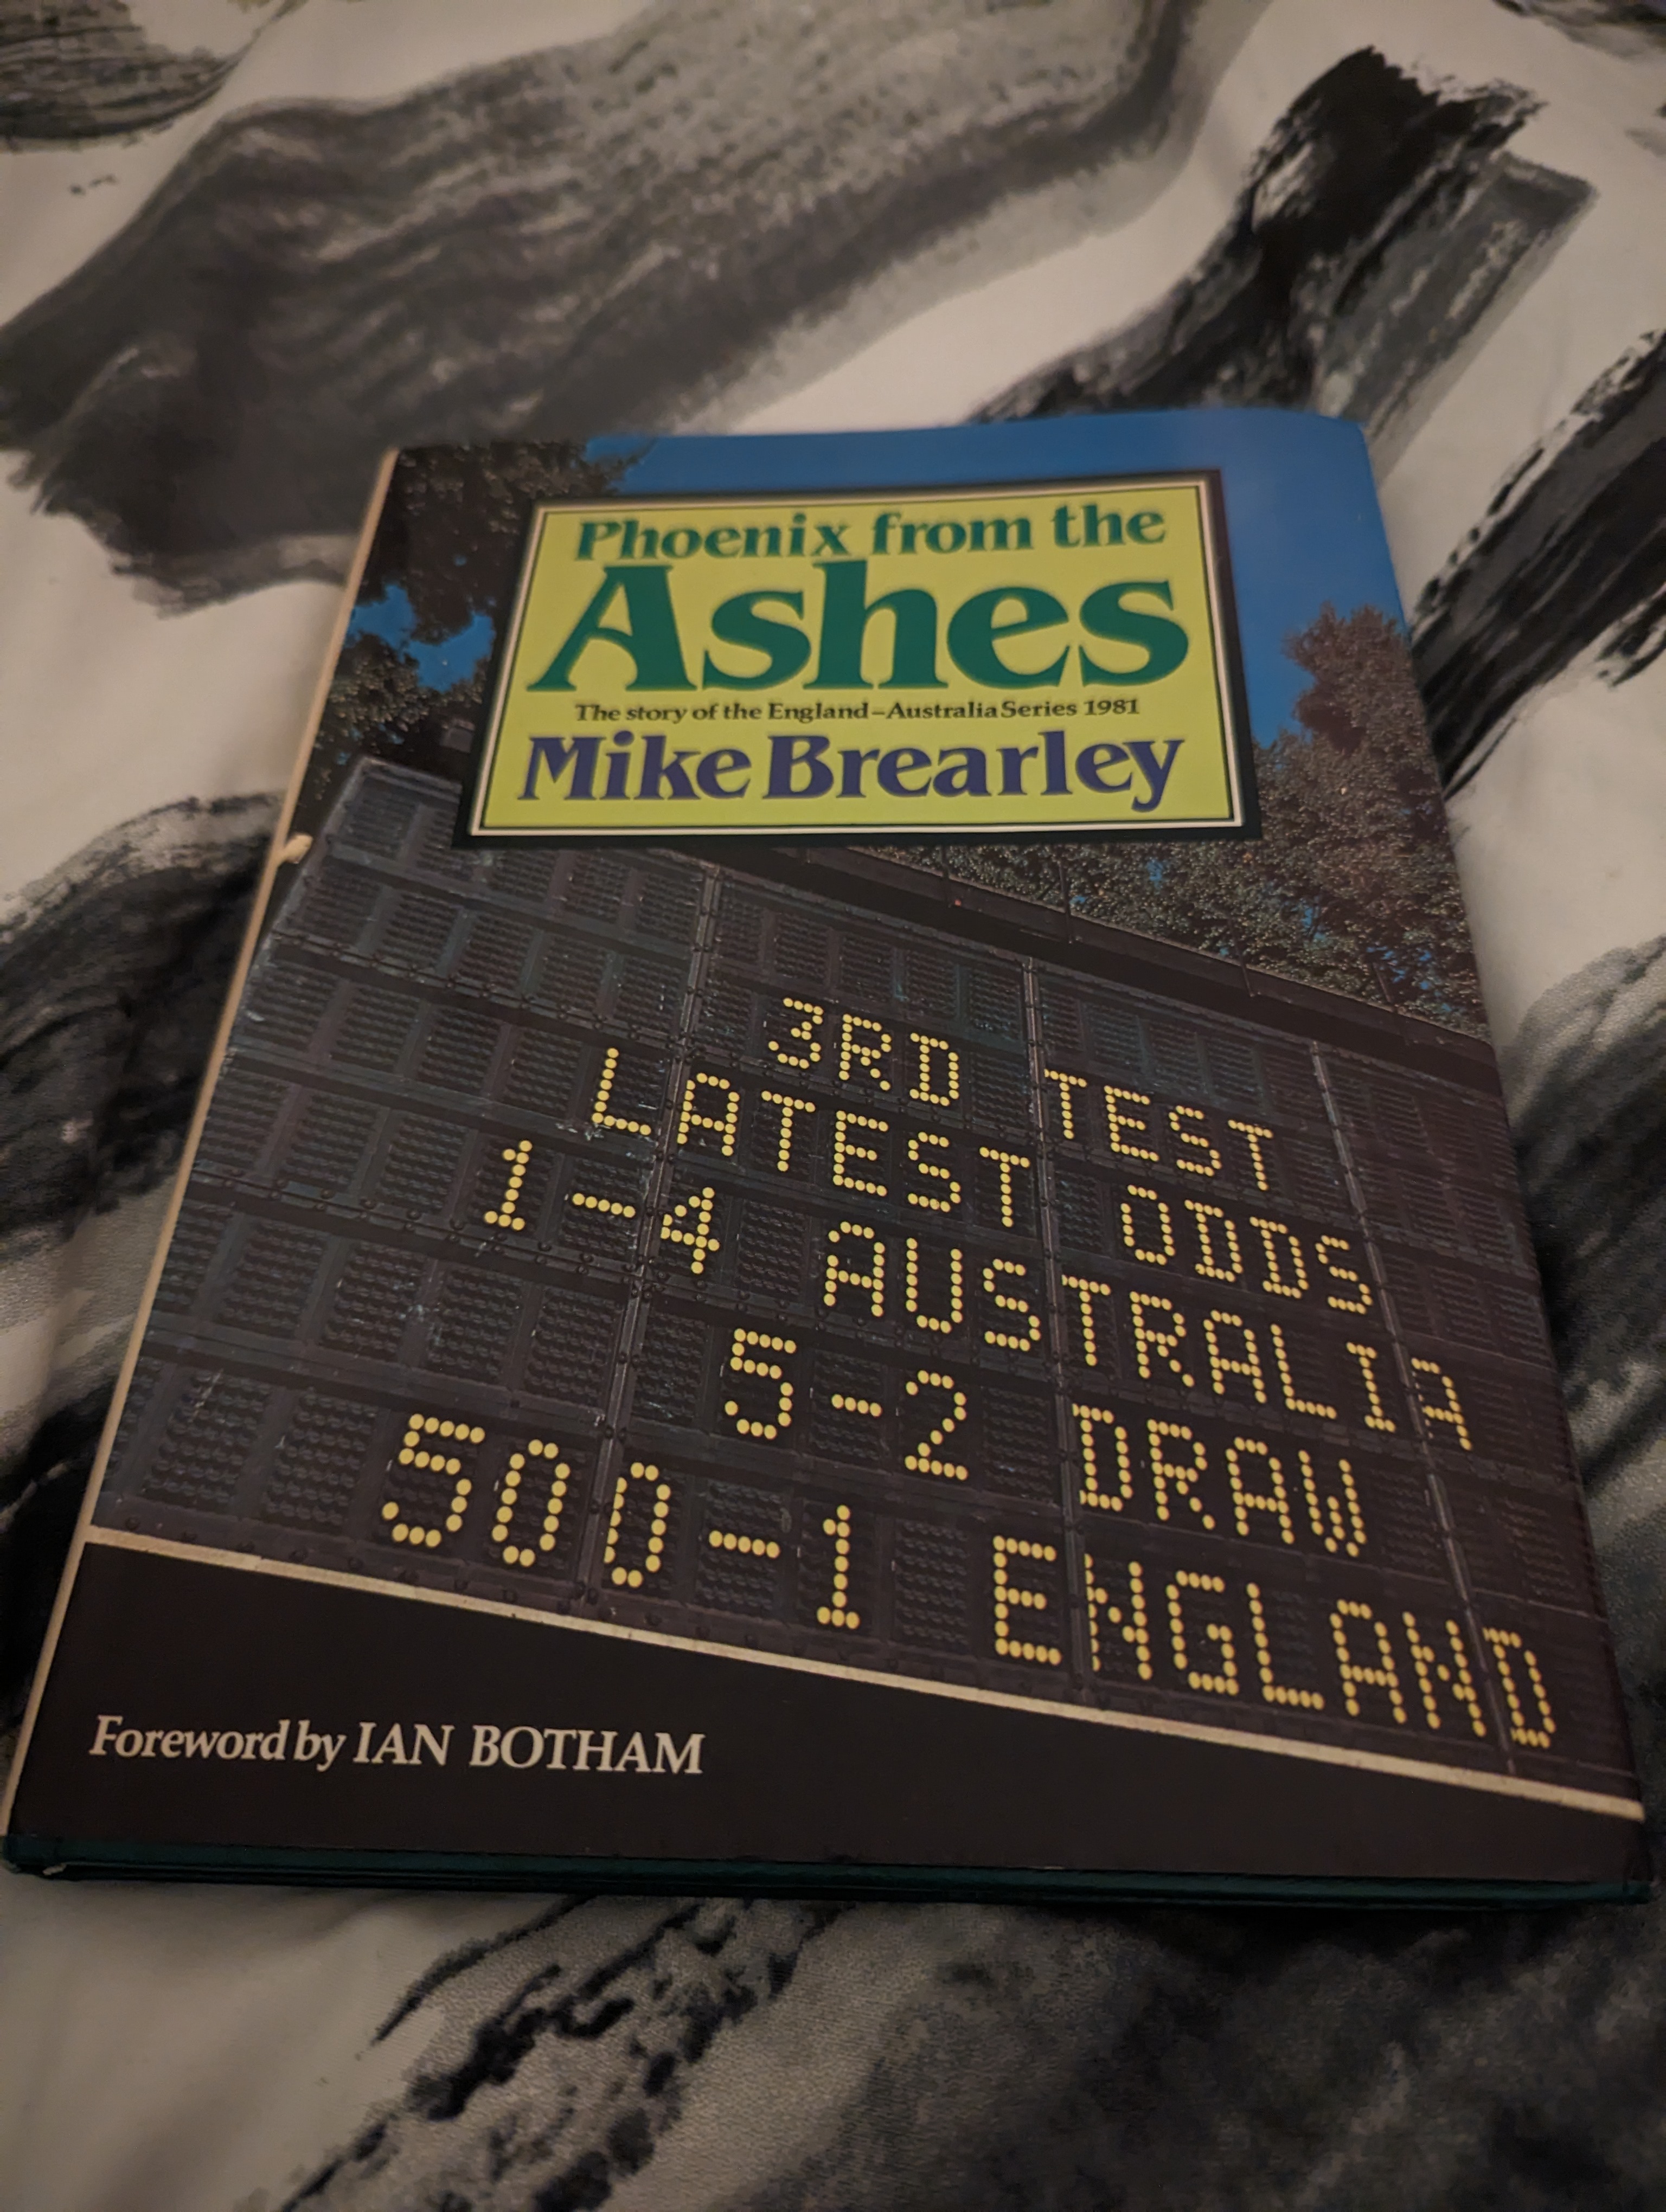 Phoenix from the
Ashes
The story of the England–Australia Series 1981
Mike Brearley
3RD TEST
LATEST ODDS
1-4 AUSTRALIA
5-2 DRAW
500-1 ENGLAND
Foreword by IAN BOTHAM